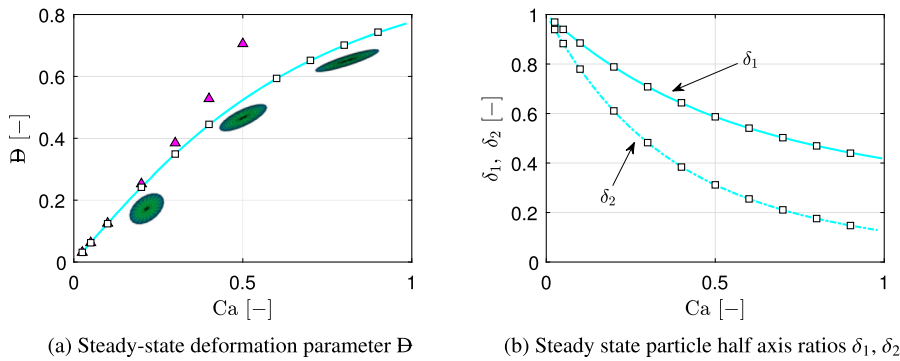 0.8
0.6
0.4
0.2
0
0
0.5
1
Ð [−]
Ca [−]
1
0.8
0.6
0.4
0.2
0
0
0.5
1
δ1, δ2 [−]
Ca [−]
δ1
δ2
(a) Steady-state deformation parameter Ð
(b) Steady state particle half axis ratios δ1, δ2